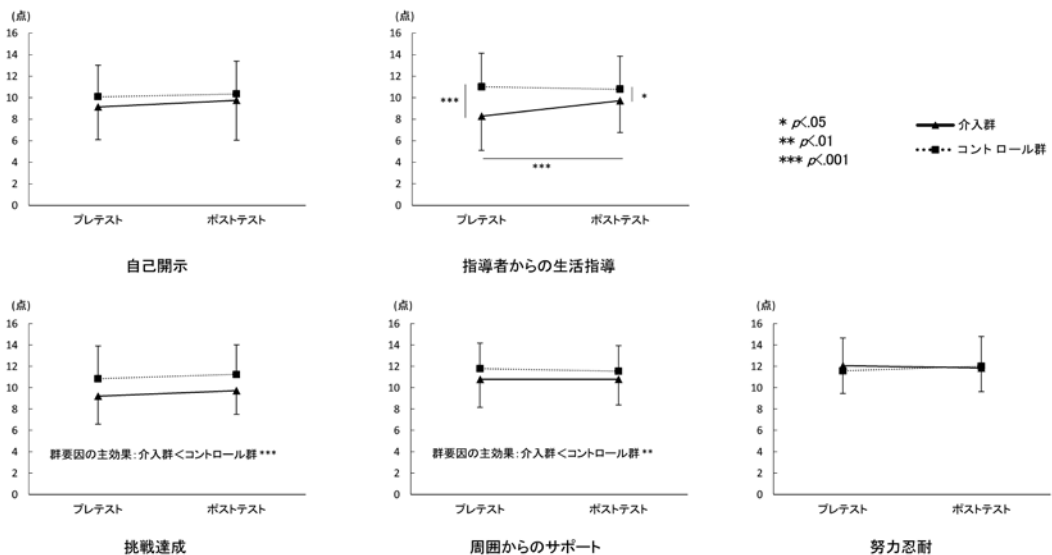 (点)
16
14
12
10
8
6
4
2
0
プレテスト ポストテスト
自己開示
(点)
16
14
12
10
8
6
4
2
0
***
*
***
プレテスト ポストテスト
指導者からの生活指導
* p<.05
** p<.01
*** p<.001
介入群
コントロール群
(点)
16
14
12
10
8
6
4
2
0
群要因の主効果:介入群<コントロール群***
プレテスト ポストテスト
挑戦達成
(点)
16
14
12
10
8
6
4
2
0
群要因の主効果:介入群<コントロール群**
プレテスト ポストテスト
周囲からのサポート
(点)
16
14
12
10
8
6
4
2
0
プレテスト ポストテスト
努力忍耐